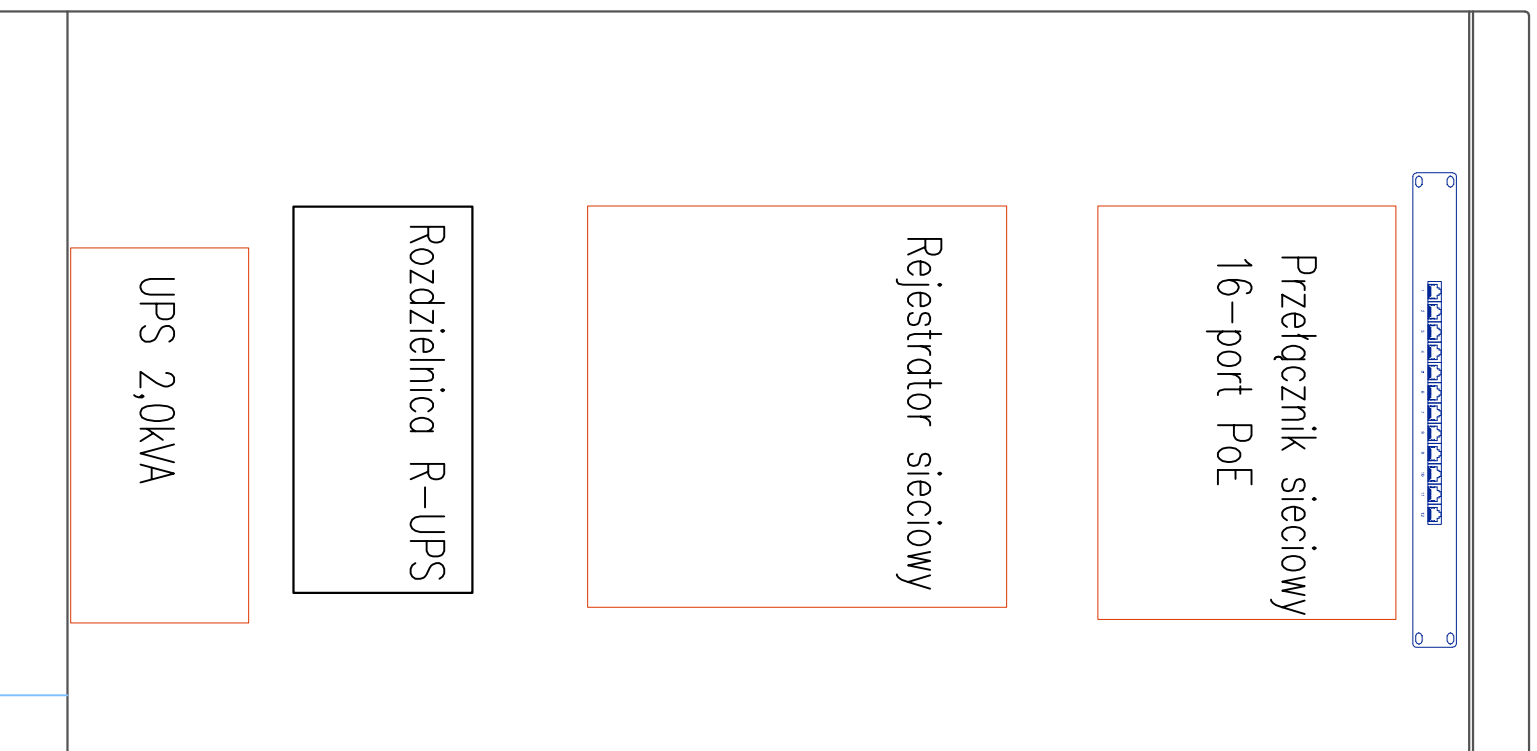 Przełącznik sieciowy
16-port PoE
Rejestrator sieciowy
Rozdzielnica R-UPS
UPS 2,0kVA